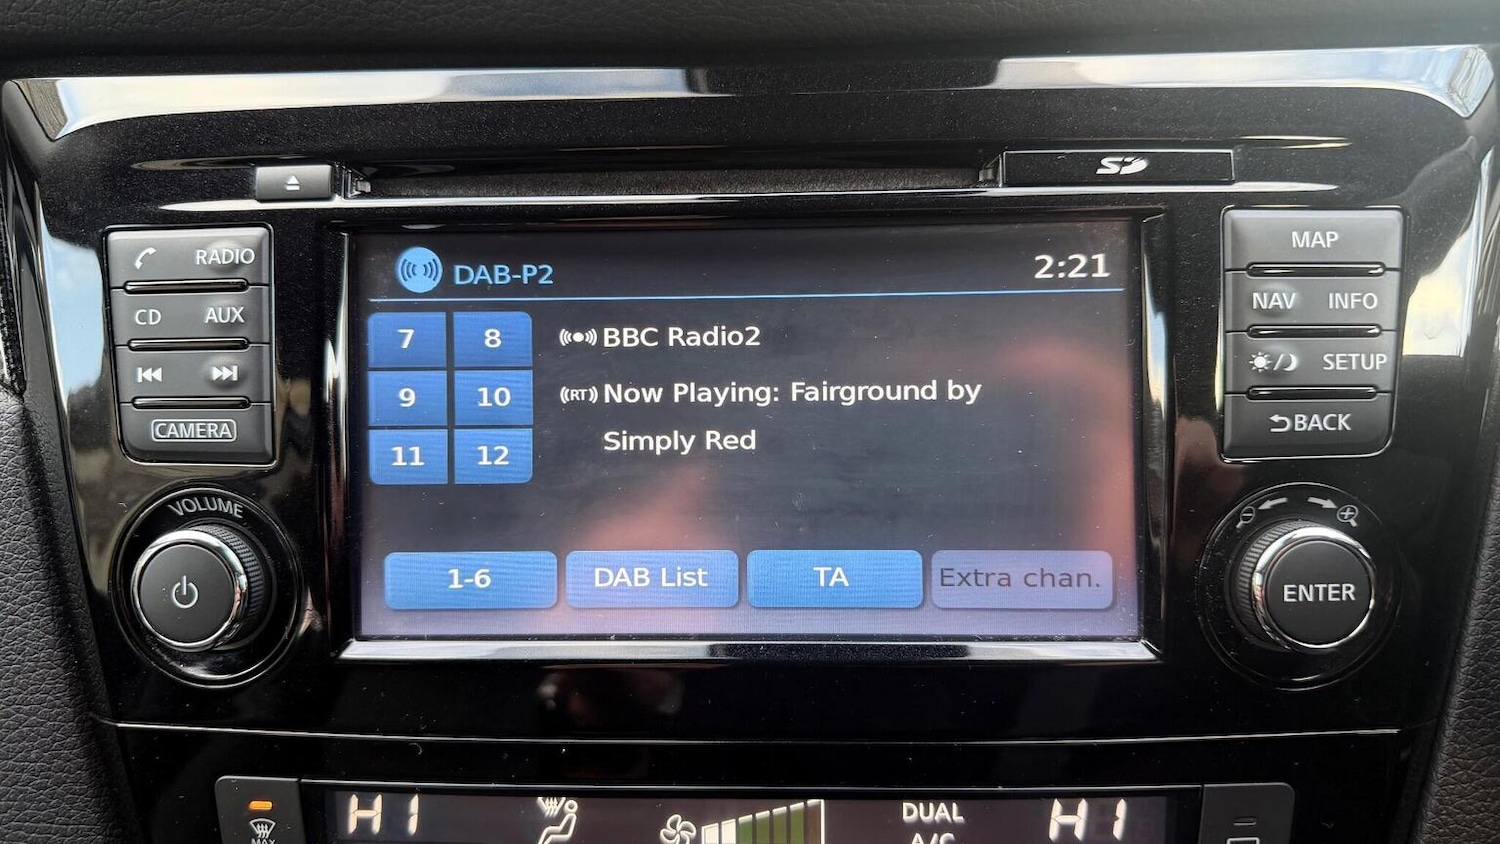 SD
RADIO
CD AUX
CAMERA
VOLUME
DAB-P2 2:21
7 8
9 10
11 12
BBC Radio2
(RT) Now Playing: Fairground by
Simply Red
1-6 DAB List TA Extra chan.
MAP
NAV INFO
SETUP
BACK
ENTER
HI DUAL HI
MAX A/C